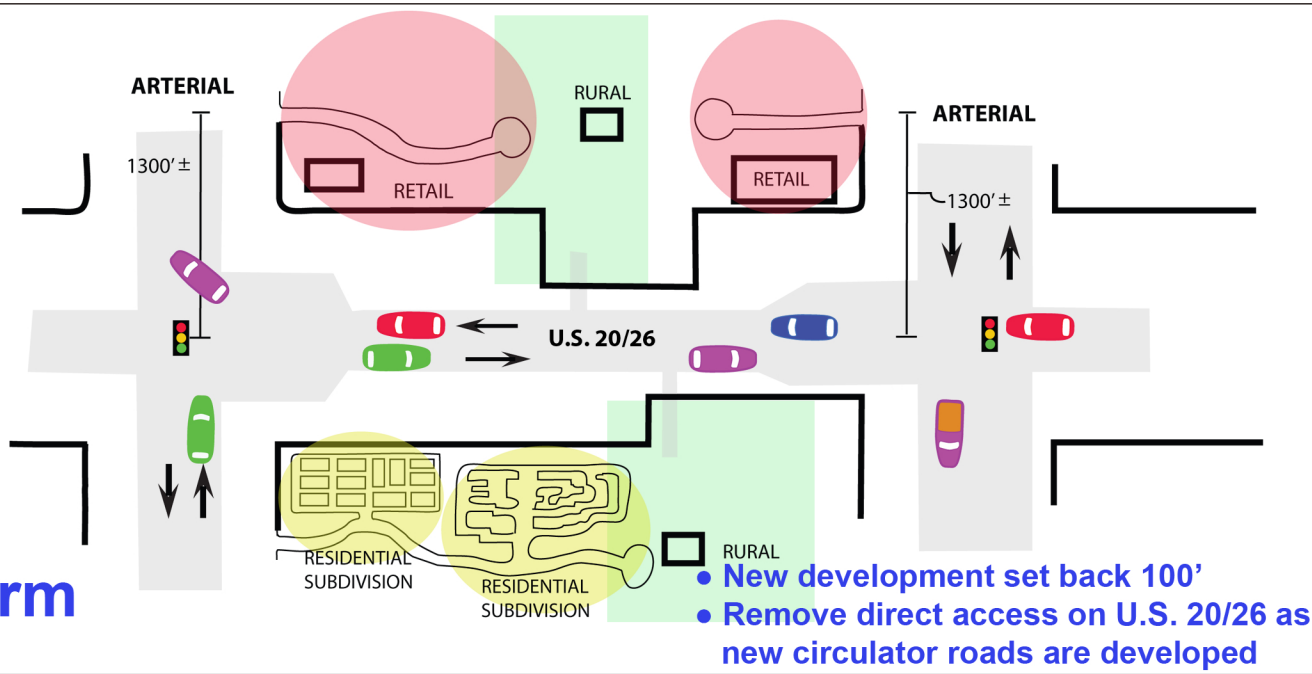 ARTERIAL
1300' ±
RETAIL
RURAL
RETAIL
ARTERIAL
1300' ±
U.S. 20/26
RESIDENTIAL
SUBDIVISION
RESIDENTIAL
SUBDIVISION
RURAL
rm
● New development set back 100'
● Remove direct access on U.S. 20/26 as
new circulator roads are developed